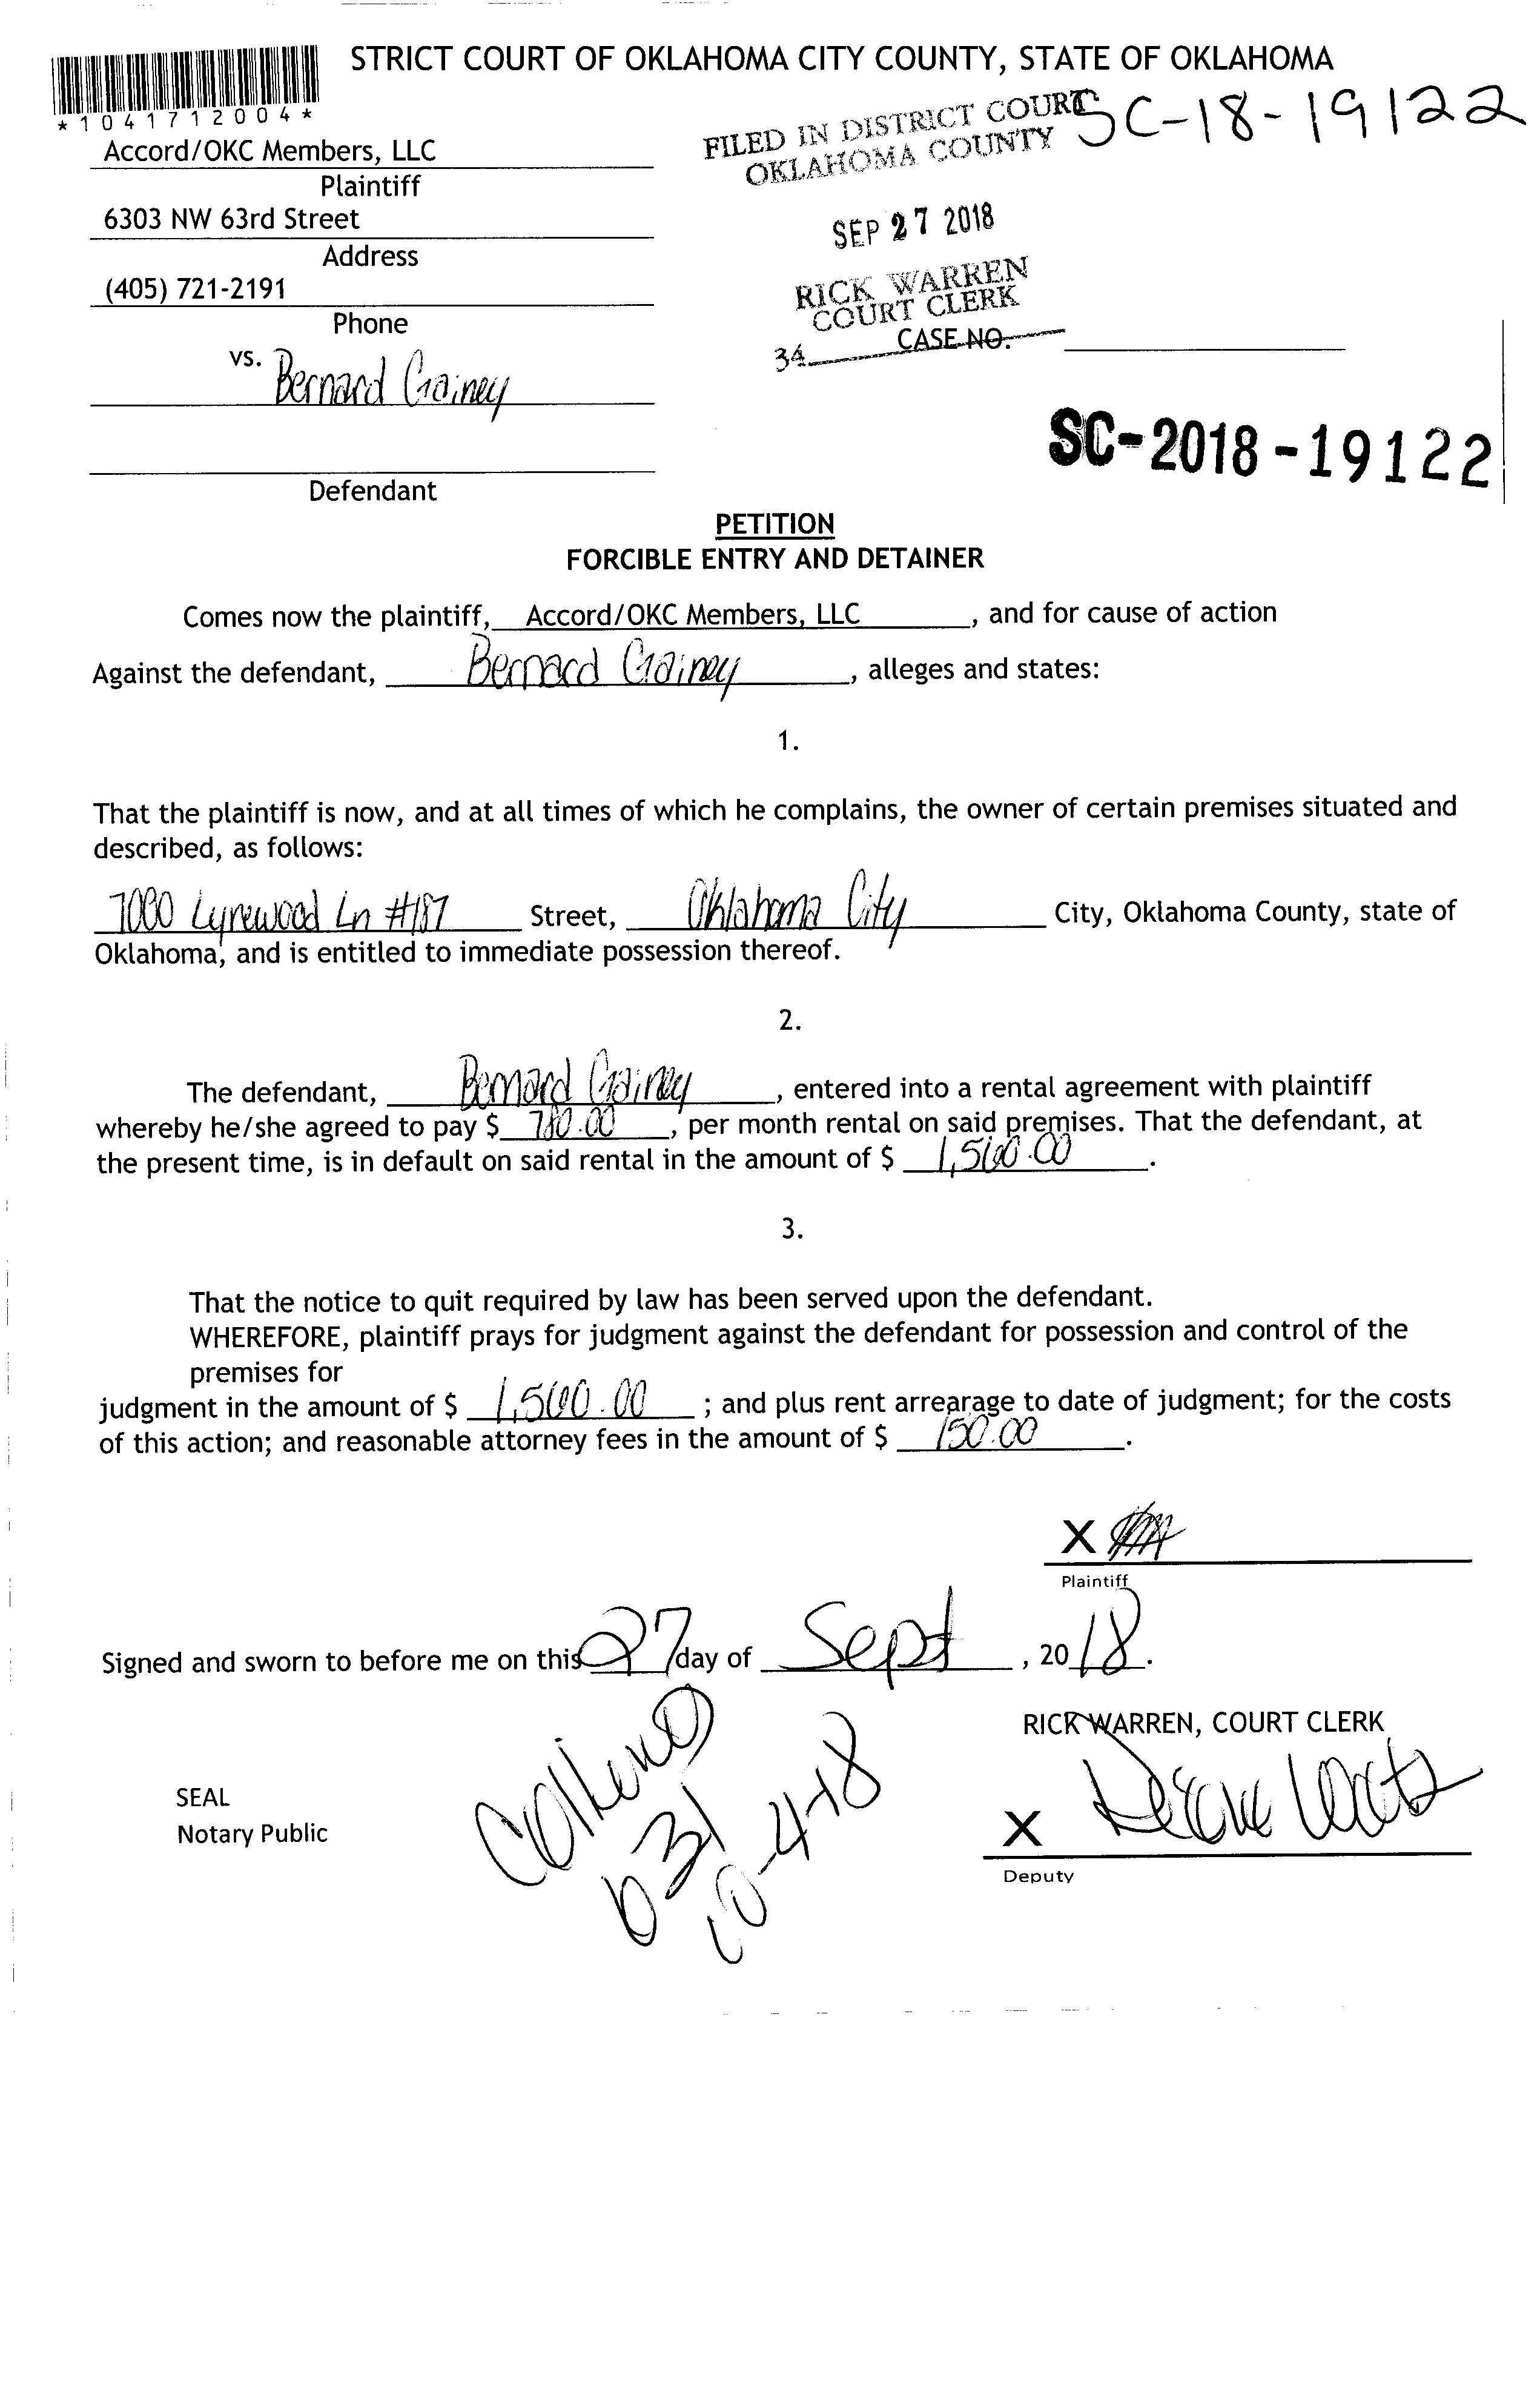 STRICT COURT OF OKLAHOMA CITY COUNTY, STATE OF OKLAHOMA
*1041712004*
SC-18-19122
FILED IN DISTRICT COURT
OKLAHOMA COUNTY
Accord/OKC Members, LLC
Plaintiff
6303 NW 63rd Street
Address
SEP 27 2018
(405) 721-2191
Phone
RICK WARREN
COURT CLERK
34 CASE NO.
vs. Bernard Gainey
Defendant
SC-2018-19122
PETITION
FORCIBLE ENTRY AND DETAINER
Comes now the plaintiff, Accord/OKC Members, LLC, and for cause of action
Against the defendant, Bernard Gainey, alleges and states:
1.
That the plaintiff is now, and at all times of which he complains, the owner of certain premises situated and
described, as follows:
7000 Lyrewood Ln #187 Street, Oklahoma City City, Oklahoma County, state of
Oklahoma, and is entitled to immediate possession thereof.
2.
The defendant, Bernard Gainey, entered into a rental agreement with plaintiff
whereby he/she agreed to pay $ 780.00, per month rental on said premises. That the defendant, at
the present time, is in default on said rental in the amount of $ 1,560.00.
3.
That the notice to quit required by law has been served upon the defendant.
WHEREFORE, plaintiff prays for judgment against the defendant for possession and control of the
premises for
judgment in the amount of $ 1,560.00 ; and plus rent arrearage to date of judgment; for the costs
of this action; and reasonable attorney fees in the amount of $ 150.00.
X
Plaintiff
Signed and sworn to before me on this 27 day of Sept, 2018.
RICK WARREN, COURT CLERK
SEAL
Notary Public
631
10-4-18
X
Deputy